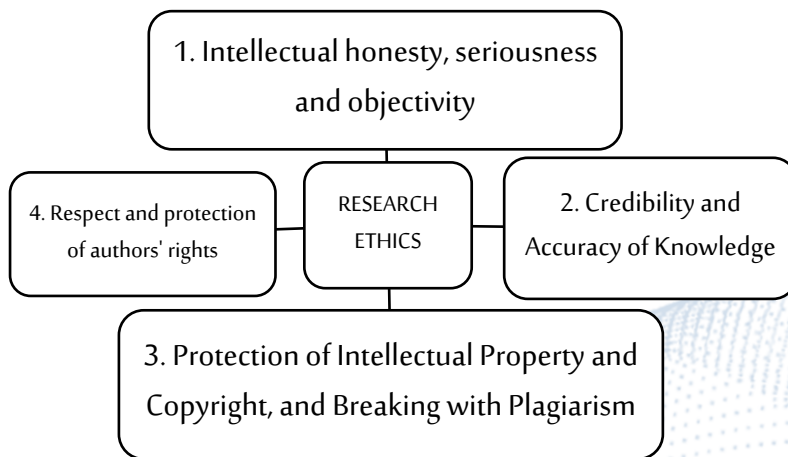 1. Intellectual honesty, seriousness
and objectivity
RESEARCH
ETHICS
2. Credibility and
Accuracy of Knowledge
3. Protection of Intellectual Property and
Copyright, and Breaking with Plagiarism
4. Respect and protection
of authors' rights